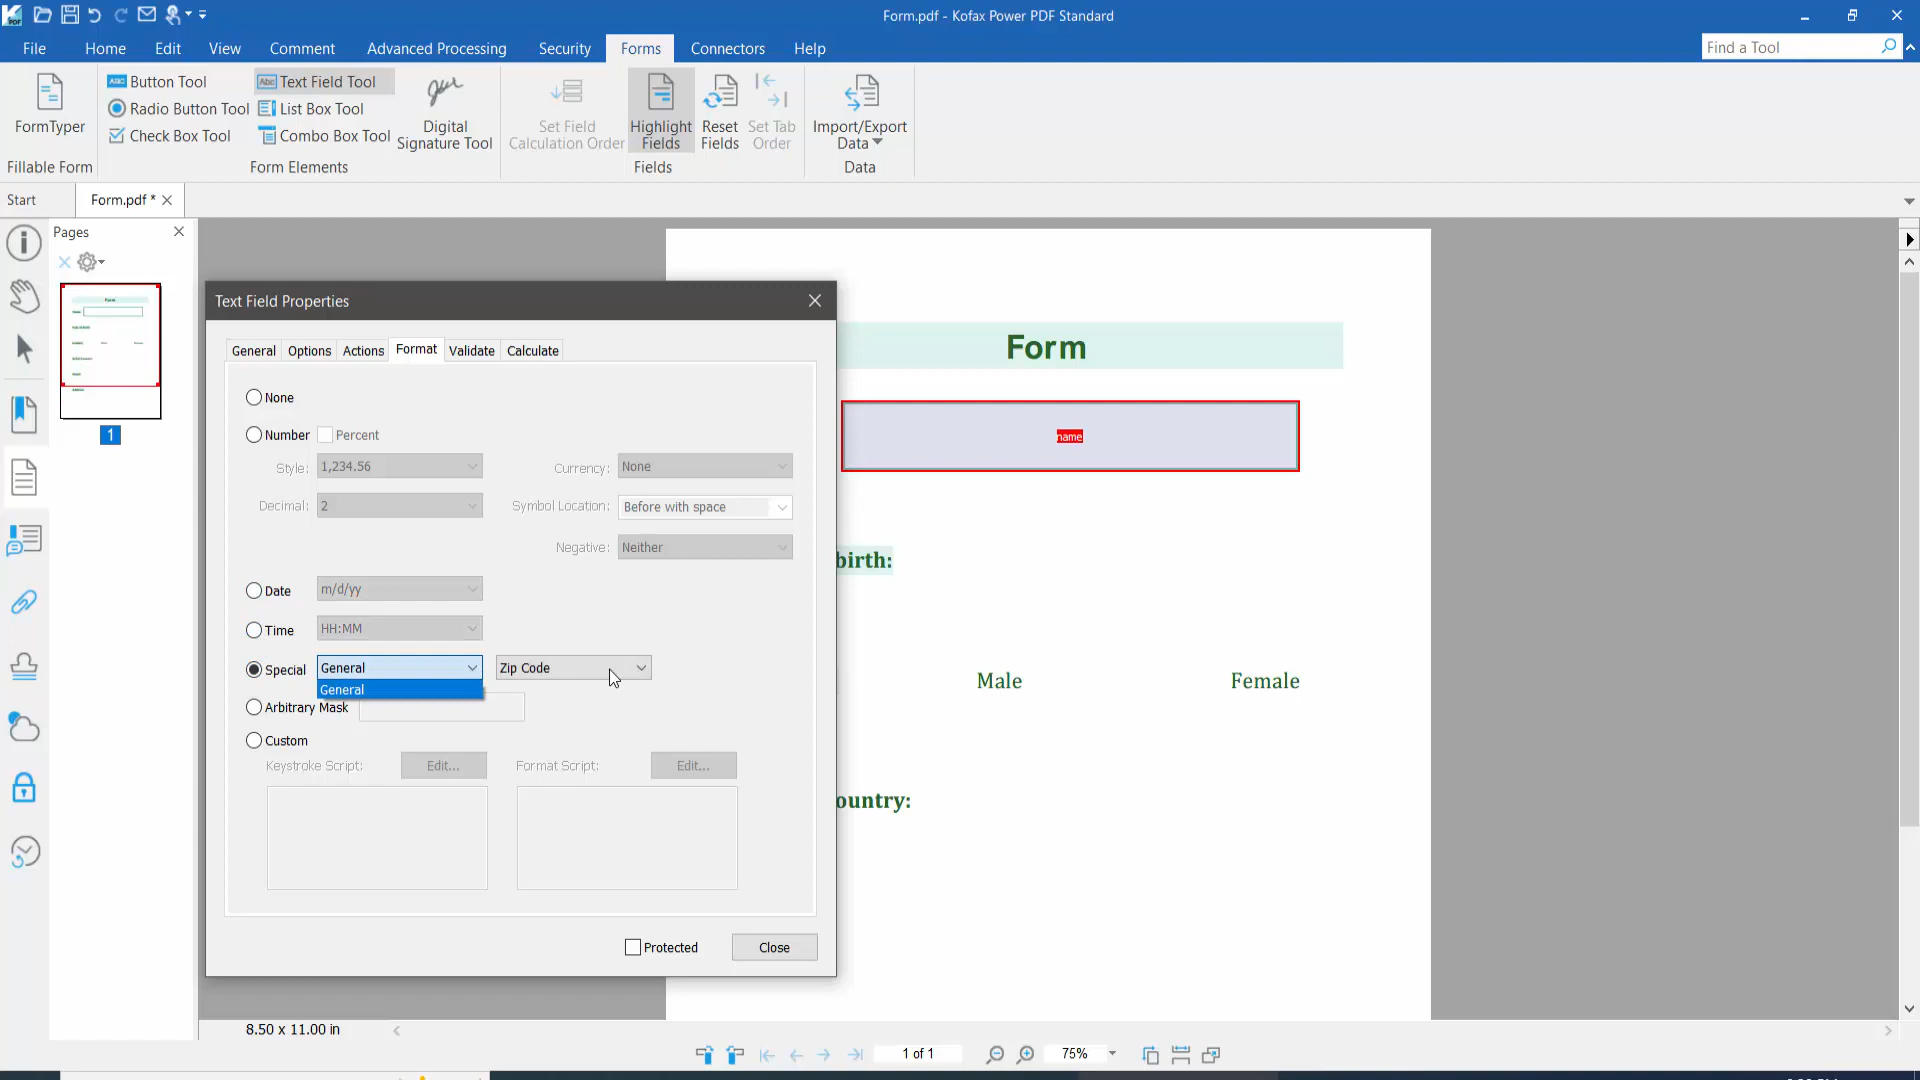 Form.pdf - Kofax Power PDF Standard
File Home Edit View Comment Advanced Processing Security Forms Connectors Help
Find a Tool
FormTyper
Fillable Form
Button Tool
Radio Button Tool
Check Box Tool
Text Field Tool
List Box Tool
Combo Box Tool
Digital
Signature Tool
Form Elements
Set Field
Calculation Order
Highlight
Fields
Reset
Fields
Set Tab
Order
Fields
Import/Export
Data
Data
Start
Form.pdf *
Pages
1
Text Field Properties
General Options Actions Format Validate Calculate
None
Number Percent
Style: 1,234.56 Currency: None
Decimal: 2 Symbol Location: Before with space
Negative: Neither
Date m/d/yy
Time HH:MM
Special General Zip Code
General
Arbitrary Mask
Custom
Keystroke Script: Edit... Format Script: Edit...
Protected Close
Form
name
birth:
Male Female
ountry:
8.50 x 11.00 in
1 of 1
75%